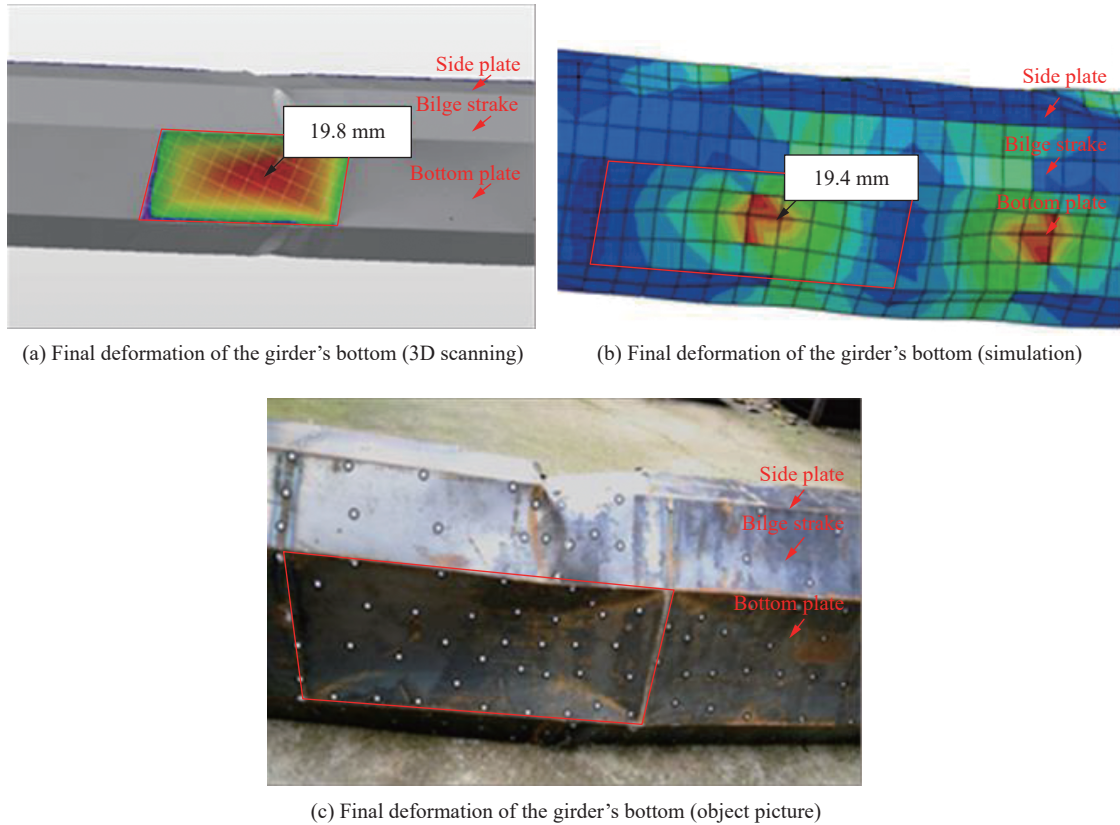 Side plate
Bilge strake
19.8 mm
Bottom plate
(a) Final deformation of the girder's bottom (3D scanning)
Side plate
Bilge strake
19.4 mm
Bottom plate
(b) Final deformation of the girder's bottom (simulation)
Side plate
Bilge strake
Bottom plate
(c) Final deformation of the girder's bottom (object picture)